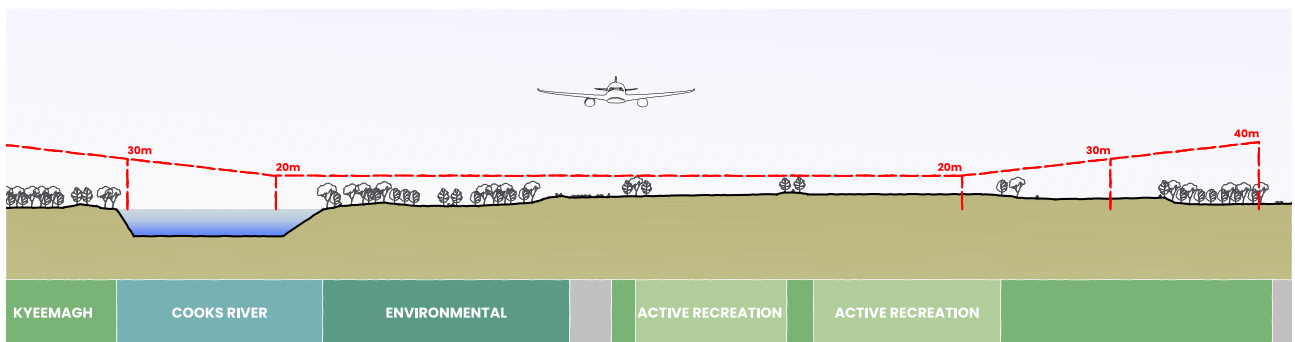 40m
30m
30m
20m
20m
KYEEMAGH
COOKS RIVER
ENVIRONMENTAL
ACTIVE RECREATION
ACTIVE RECREATION